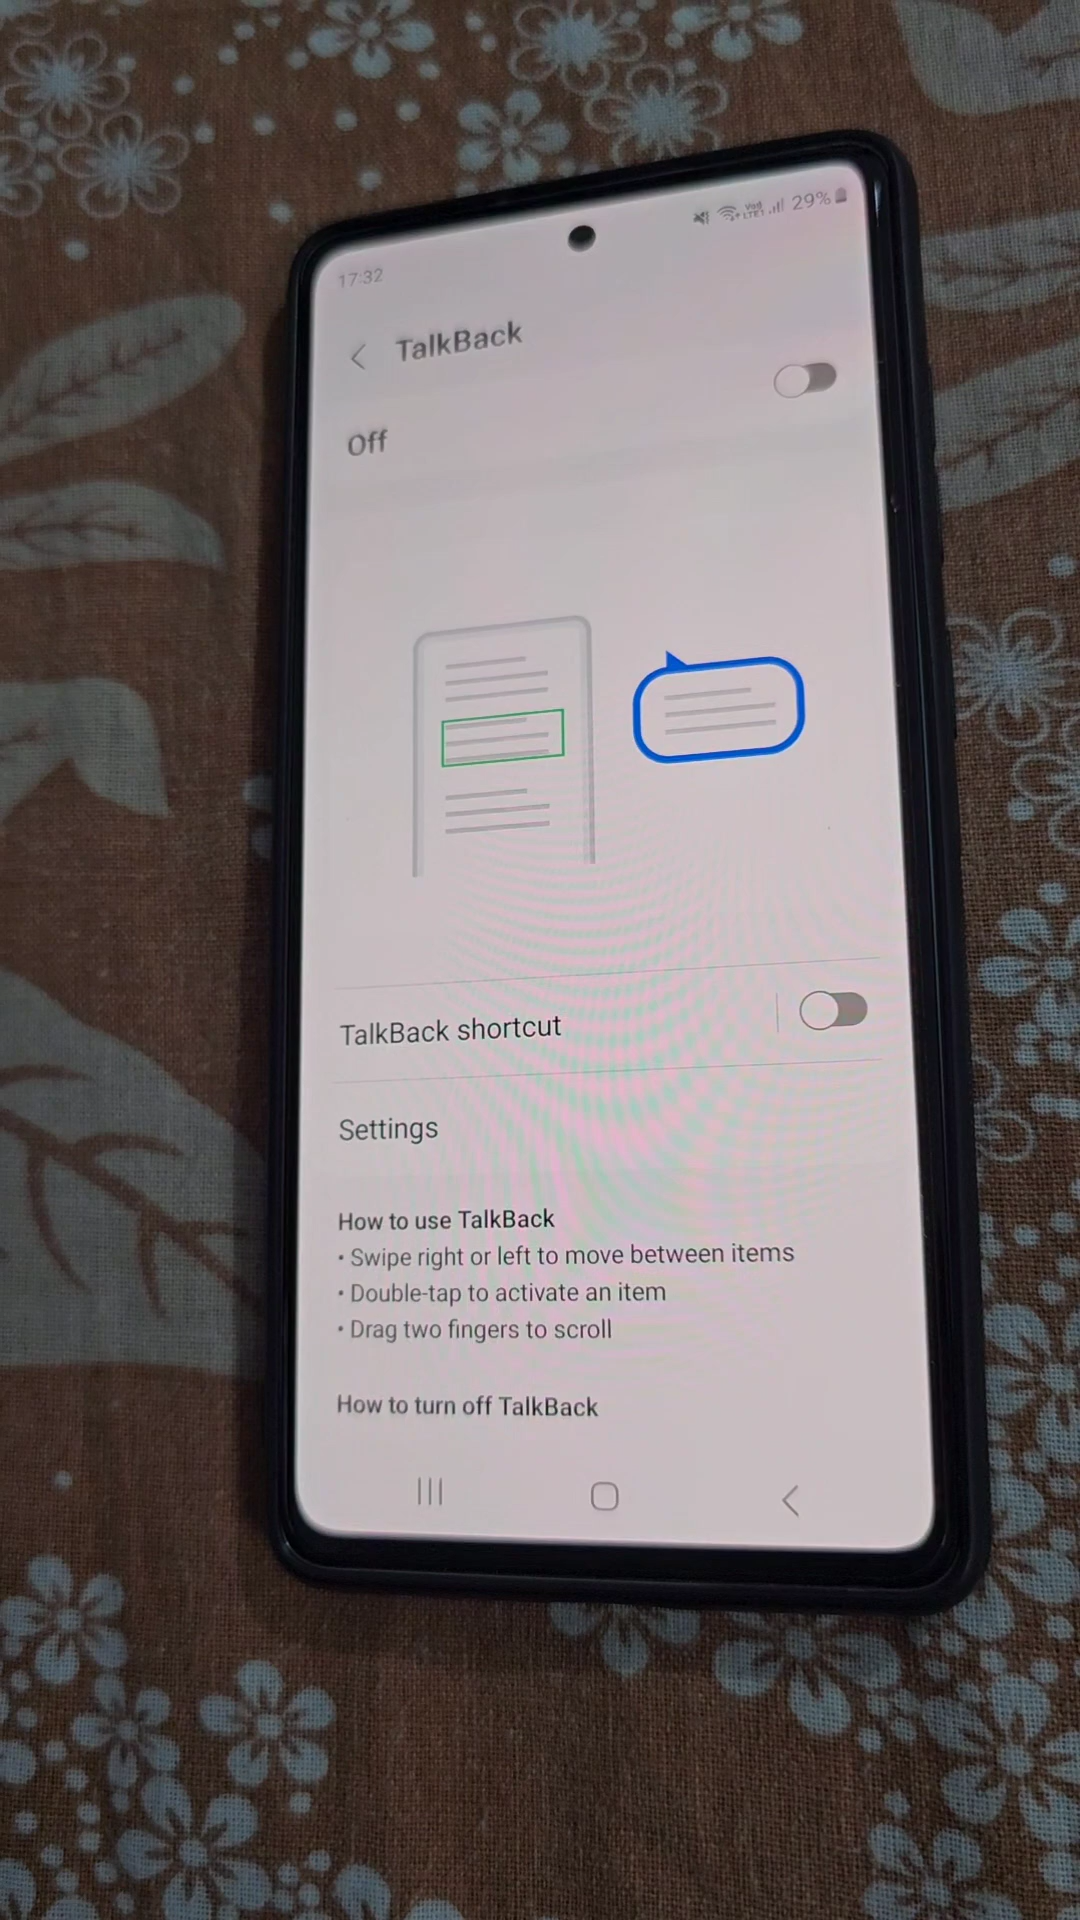 17:32
29%
TalkBack
Off
TalkBack shortcut
Settings
How to use TalkBack
• Swipe right or left to move between items
• Double-tap to activate an item
• Drag two fingers to scroll
How to turn off TalkBack